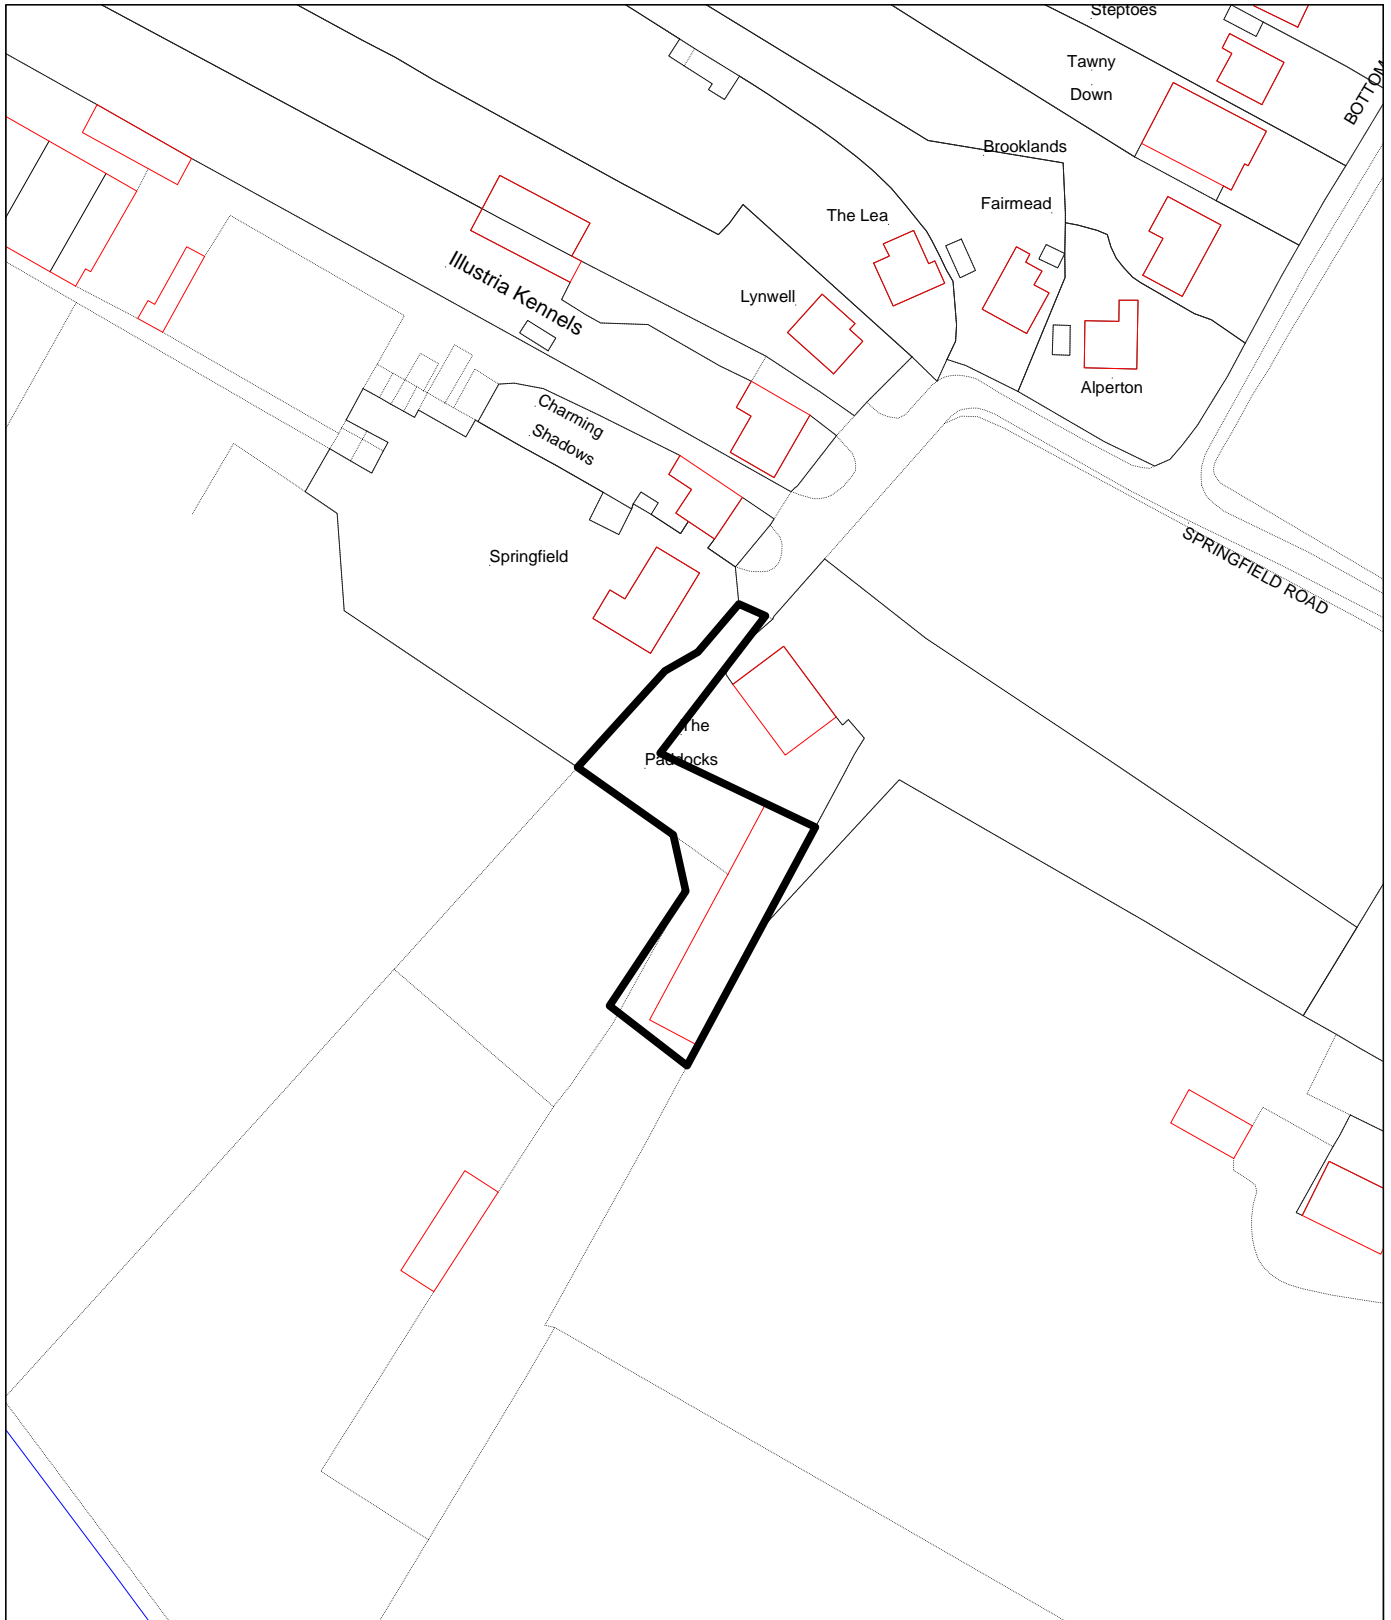 Steptoes
Tawny
Down
BOTTOM
Brooklands
Fairmead
The Lea
Illustria Kennels
Lynwell
Alperton
Charming
Shadows
Springfield
SPRINGFIELD ROAD
The
Paddocks